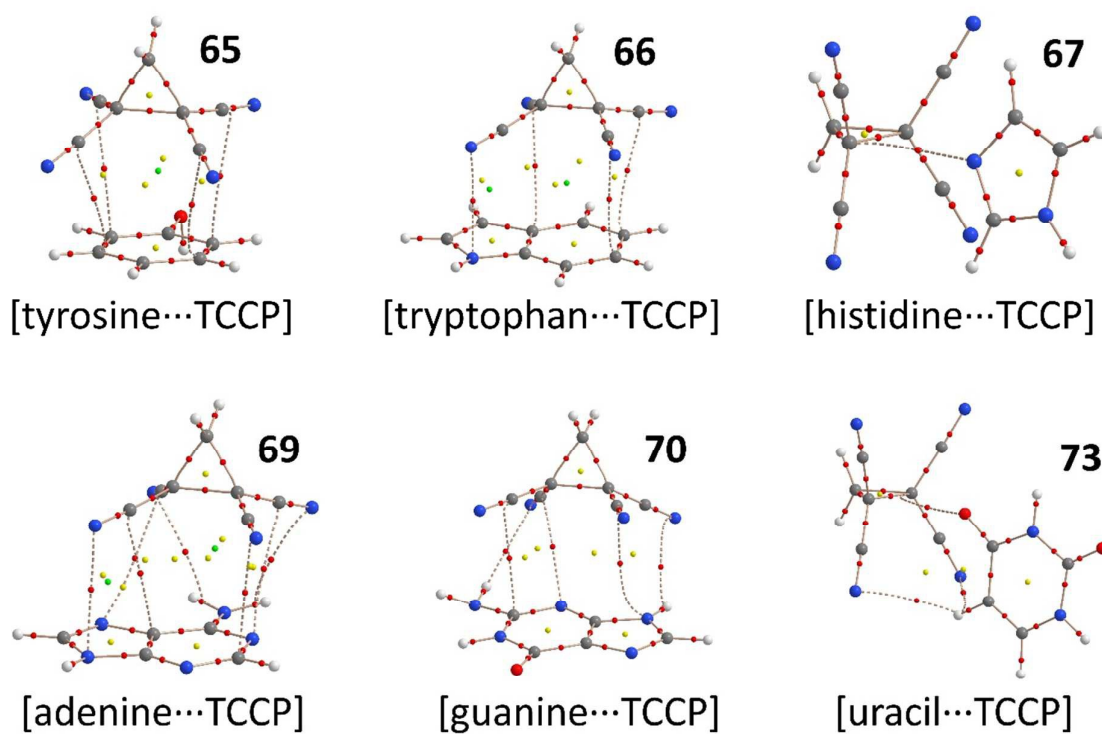 65 66 67
[tyrosine···TCCP] [tryptophan···TCCP] [histidine···TCCP]
69 70 73
[adenine···TCCP] [guanine···TCCP] [uracil···TCCP]